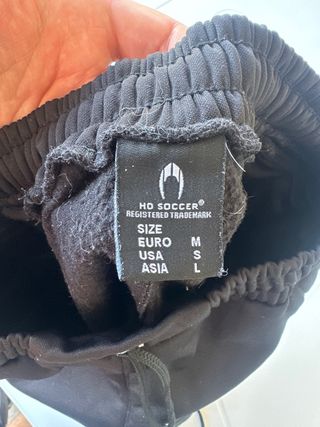 HO SOCCER®
REGISTERED TRADEMARK
SIZE
EURO M
USA S
ASIA L